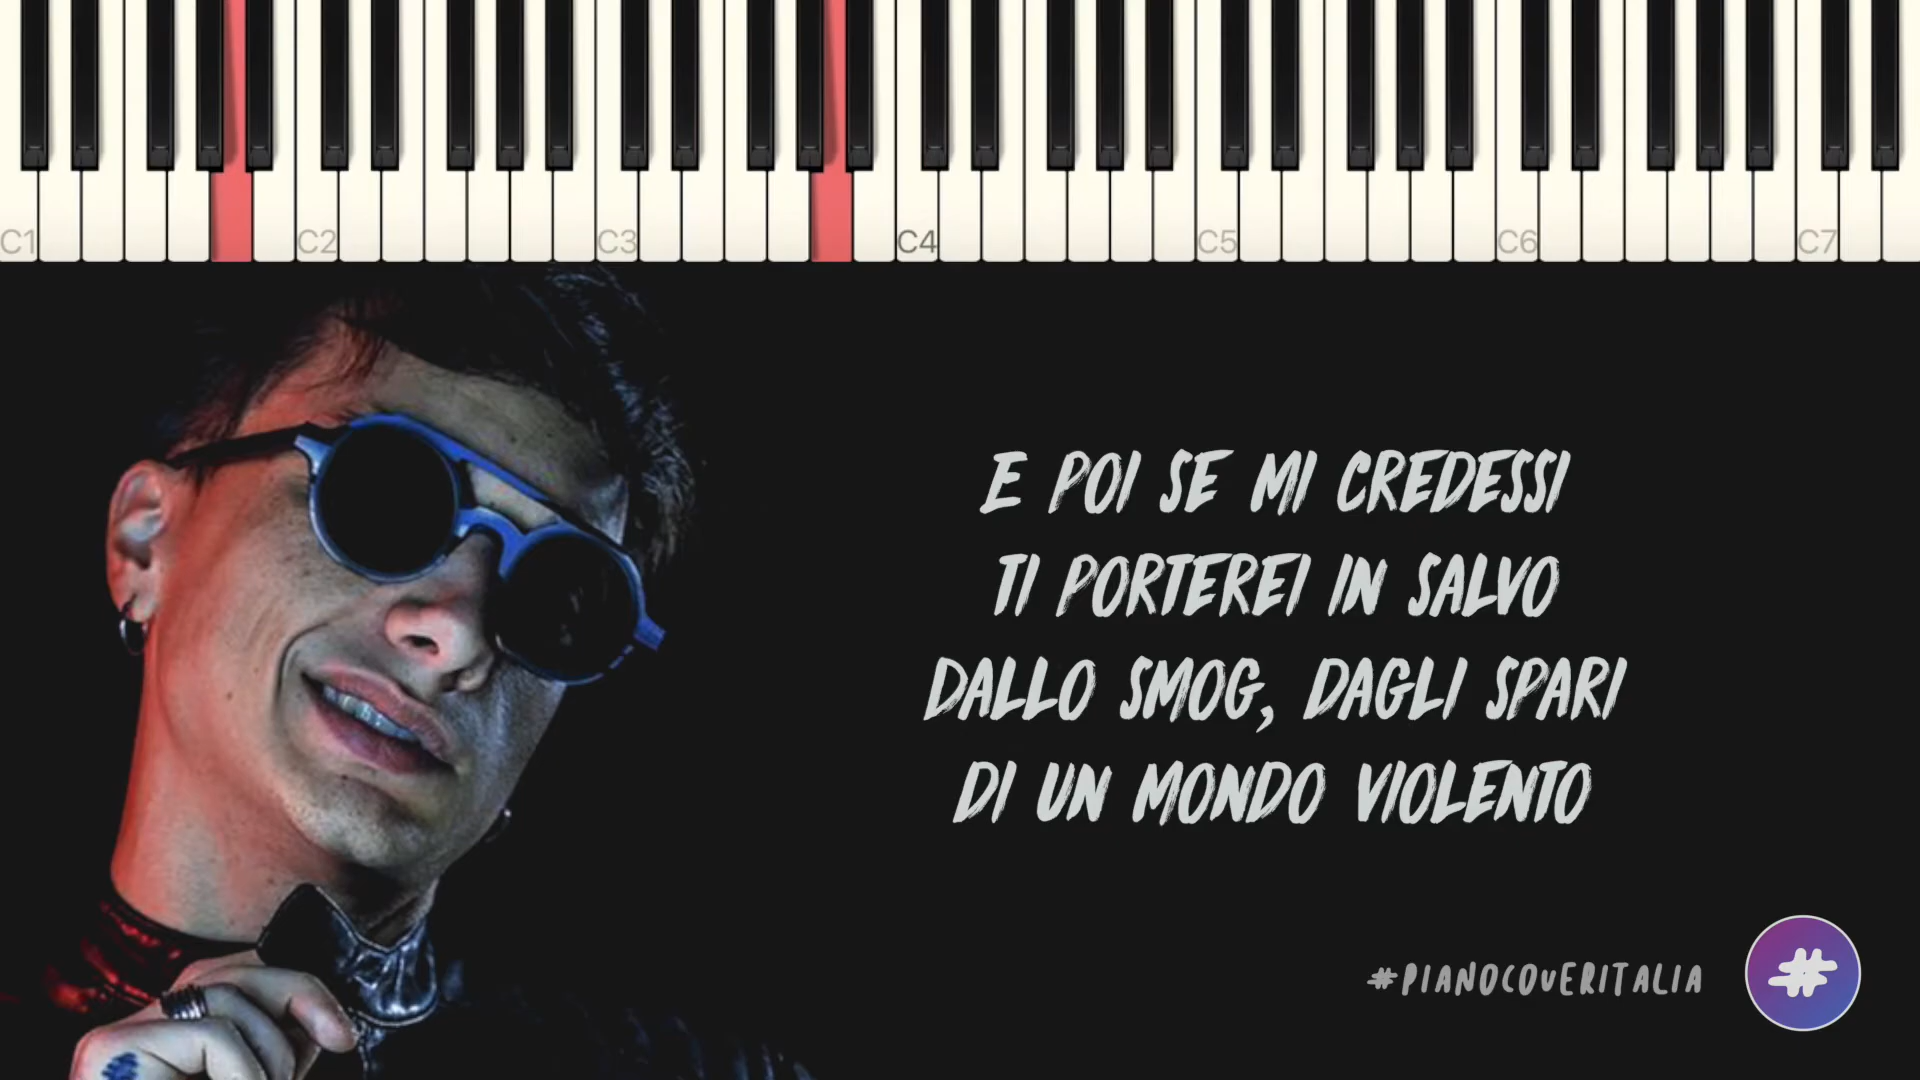 C1 C2 C3 C4 C5 C6 C7
E POI SE MI CREDESSI
TI PORTEREI IN SALVO
DALLO SMOG, DAGLI SPARI
DI UN MONDO VIOLENTO
#PIANOCOVERITALIA #